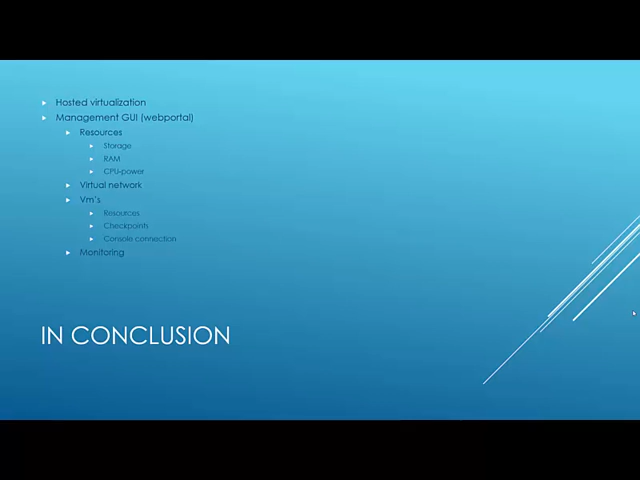 Hosted virtualization
Management GUI (webportal)
Resources
Storage
RAM
CPU-power
Virtual network
Vm's
Resources
Checkpoints
Console connection
Monitoring
IN CONCLUSION